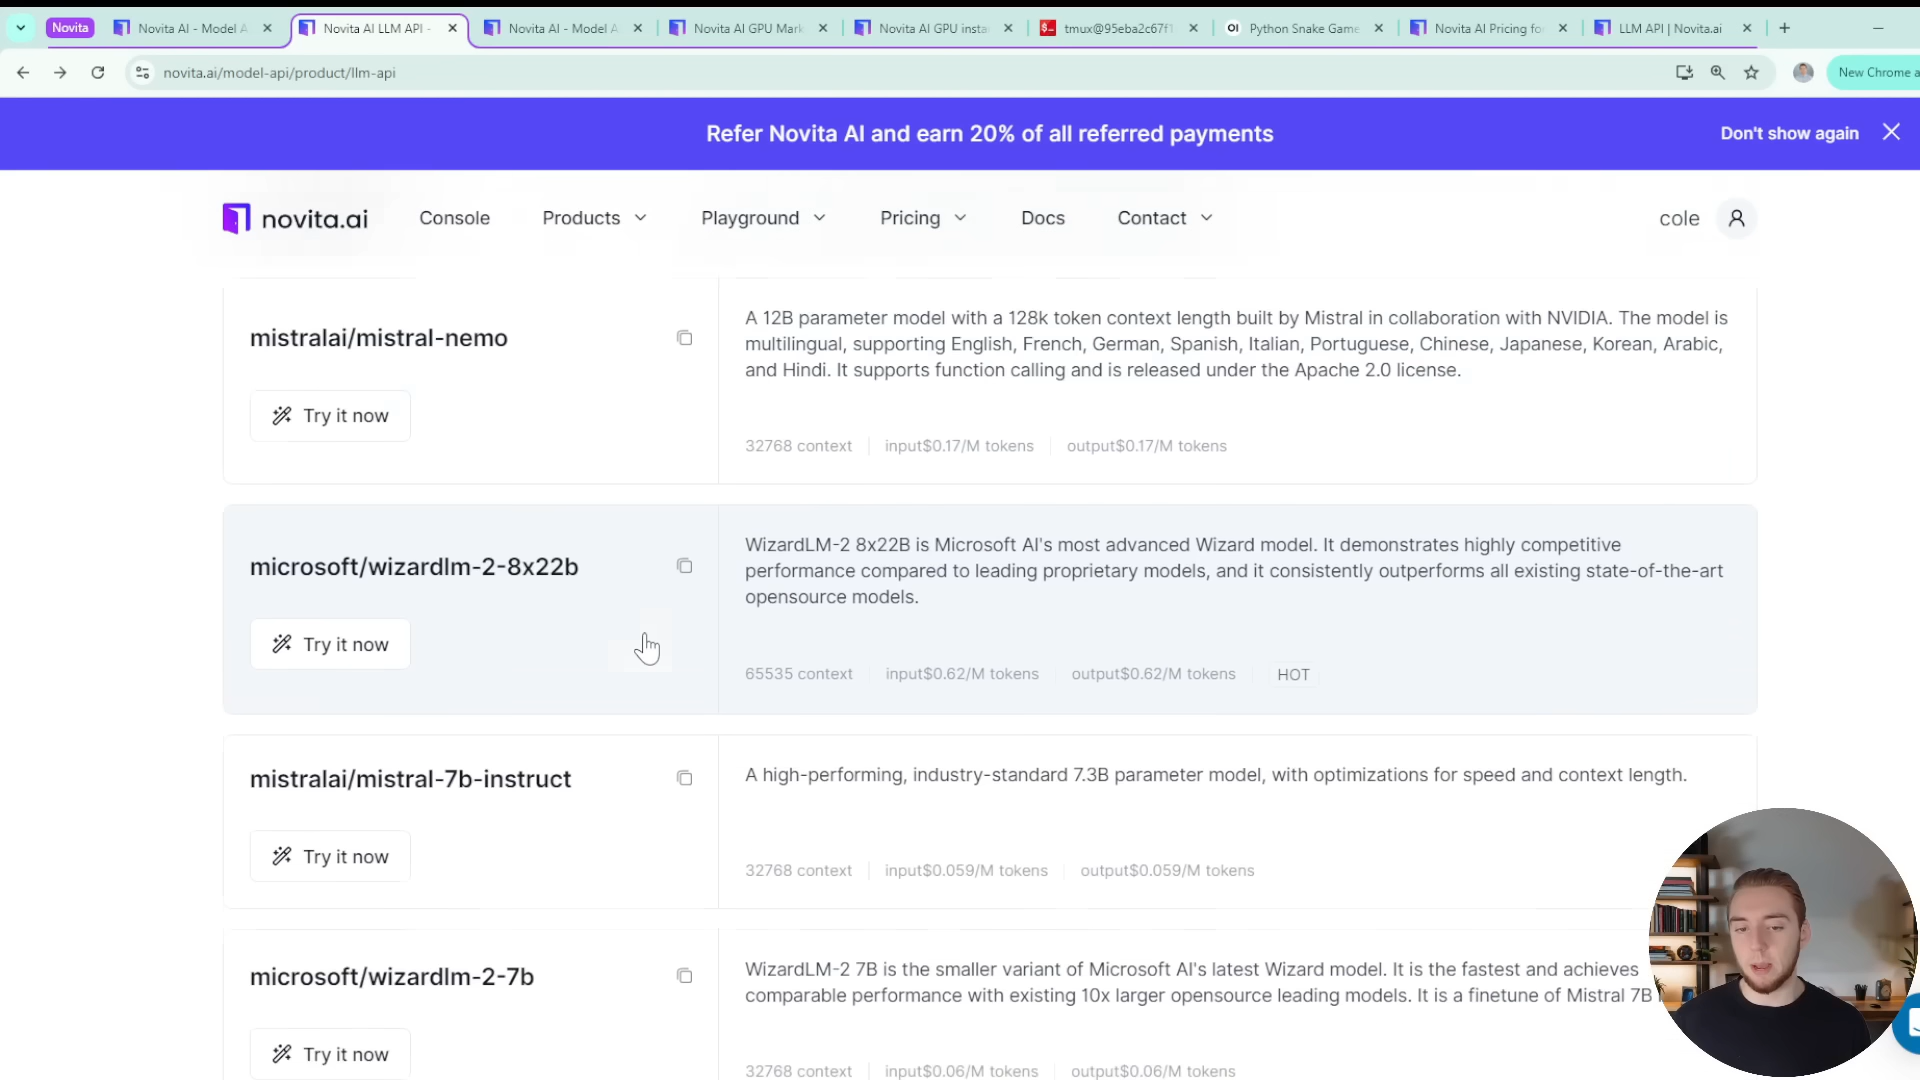 Novita
Novita AI - Model A
Novita AI LLM API -
Novita AI - Model A
Novita AI GPU Mark
Novita AI GPU insta
tmux@95eba2c67f1
OI
Python Snake Game
Novita AI Pricing fo
LLM API | Novita.ai
novita.ai/model-api/product/llm-api
New Chrome a
Refer Novita AI and earn 20% of all referred payments
Don't show again
novita.ai
Console
Products
Playground
Pricing
Docs
Contact
cole
mistralai/mistral-nemo
Try it now
A 12B parameter model with a 128k token context length built by Mistral in collaboration with NVIDIA. The model is
multilingual, supporting English, French, German, Spanish, Italian, Portuguese, Chinese, Japanese, Korean, Arabic,
and Hindi. It supports function calling and is released under the Apache 2.0 license.
32768 context
input$0.17/M tokens
output$0.17/M tokens
microsoft/wizardlm-2-8x22b
Try it now
WizardLM-2 8x22B is Microsoft AI's most advanced Wizard model. It demonstrates highly competitive
performance compared to leading proprietary models, and it consistently outperforms all existing state-of-the-art
opensource models.
65535 context
input$0.62/M tokens
output$0.62/M tokens
HOT
mistralai/mistral-7b-instruct
Try it now
A high-performing, industry-standard 7.3B parameter model, with optimizations for speed and context length.
32768 context
input$0.059/M tokens
output$0.059/M tokens
microsoft/wizardlm-2-7b
Try it now
WizardLM-2 7B is the smaller variant of Microsoft AI's latest Wizard model. It is the fastest and achieves
comparable performance with existing 10x larger opensource leading models. It is a finetune of Mistral 7B
32768 context
input$0.06/M tokens
output$0.06/M tokens